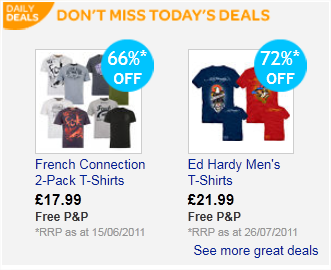 DAILY
DEALS
DON'T MISS TODAY'S DEALS
66%*
OFF
French Connection
2-Pack T-Shirts
£17.99
Free P&P
*RRP as at 15/06/2011
72%*
OFF
Ed Hardy Men's
T-Shirts
£21.99
Free P&P
*RRP as at 26/07/2011
See more great deals